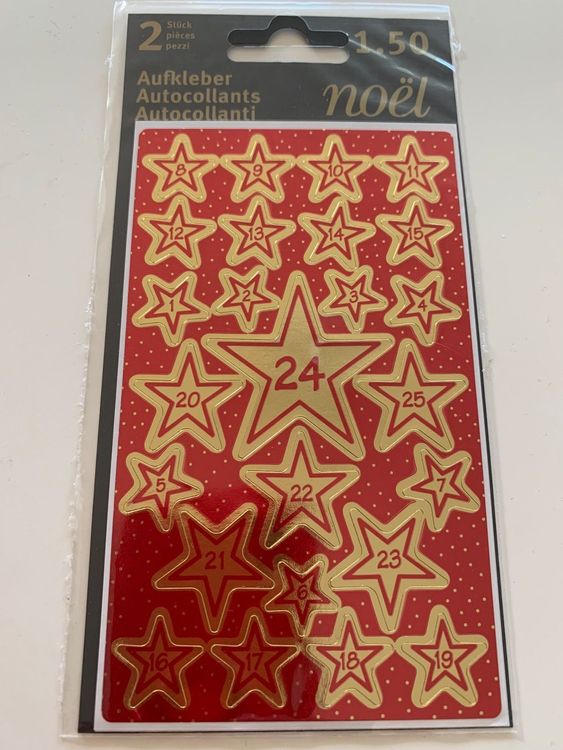 2 Stück
pièces
pezzi
1.50
Aufkleber
Autocollants
Autocollanti
noël
8 9 10 11
12 13 14 15
1 2 3 4
24
20 25
5 22 7
21 23
6
16 17 18 19